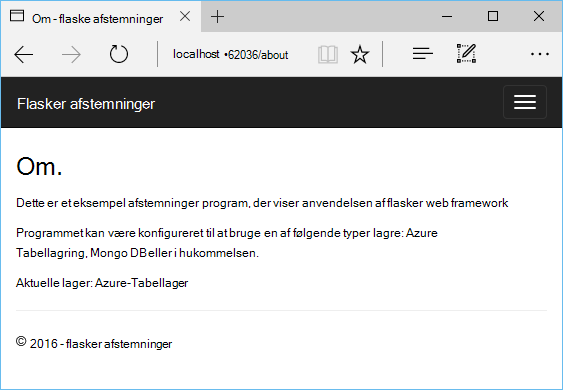 Om - flaske afstemninger
localhost •62036/about
Flasker afstemninger
Om.
Dette er et eksempel afstemninger program, der viser anvendelsen af flasker web framework
Programmet kan være konfigureret til at bruge en af følgende typer lagre: Azure
Tabellagring, Mongo DB eller i hukommelsen.
Aktuelle lager: Azure-Tabellager
© 2016 - flasker afstemninger